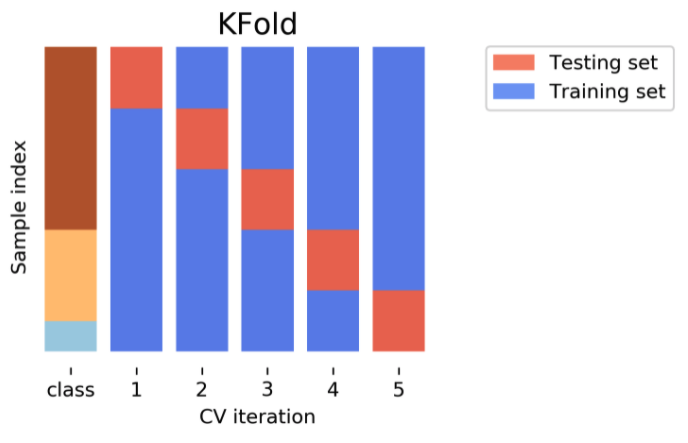 KFold
Testing set
Training set
Sample index
class 1 2 3 4 5
CV iteration